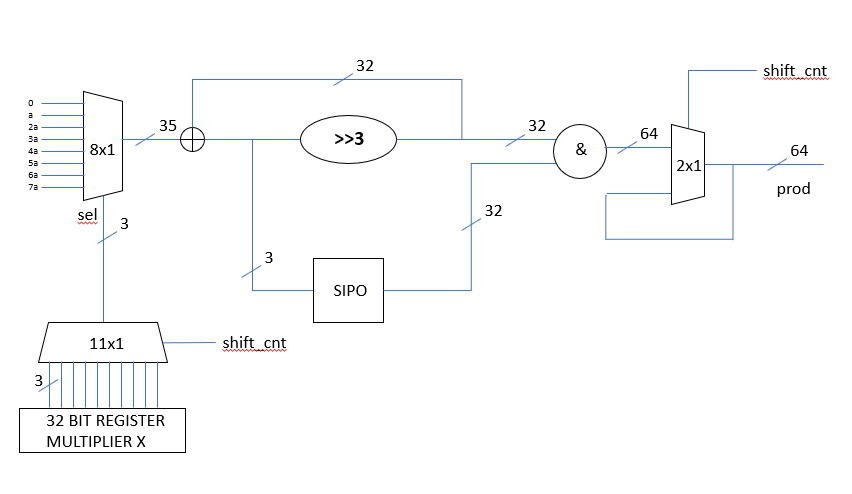 32
shift_cnt
0
a
2a
3a
4a
5a
6a
7a
8x1
35
>>3
32
&
64
2x1
64
prod
sel
3
32
3
SIPO
11x1
shift_cnt
3
32 BIT REGISTER
MULTIPLIER X